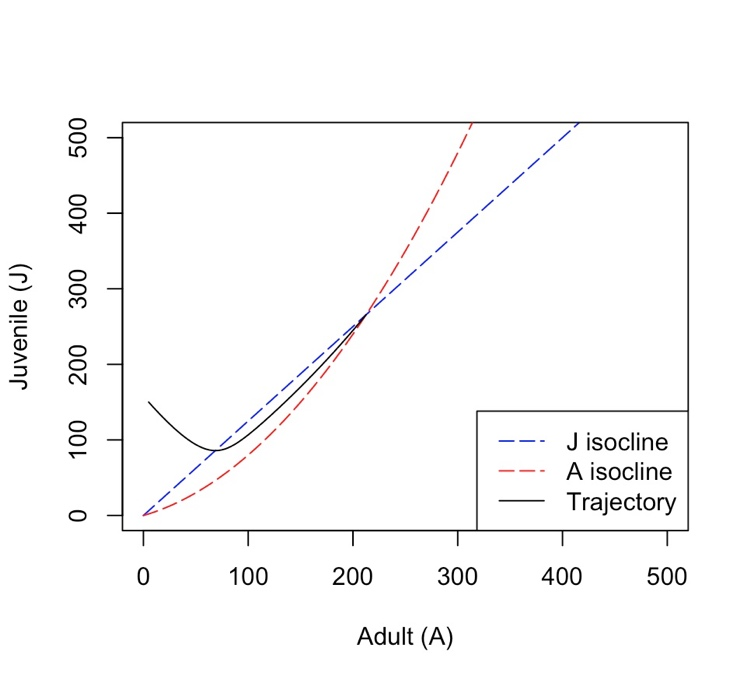 500
400
300
200
100
0
Juvenile (J)
J isocline
A isocline
Trajectory
0 100 200 300 400 500
Adult (A)